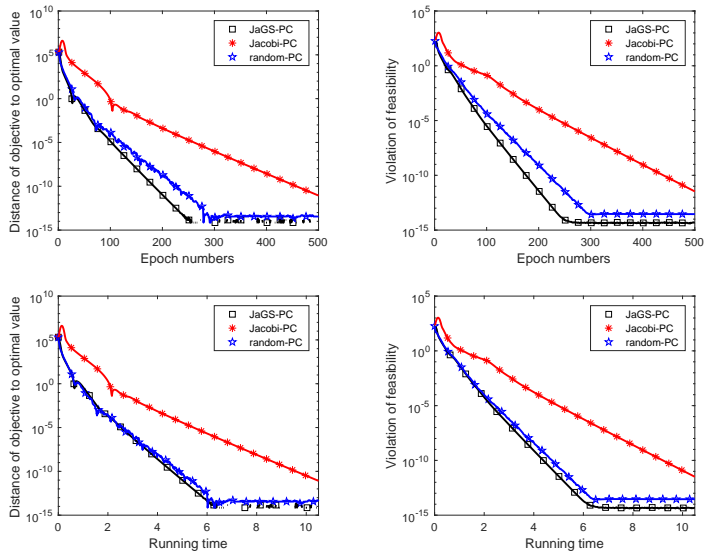 10^10
10^5
10^0
10^-5
10^-10
10^-15
Distance of objective to optimal value
0 100 200 300 400 500
Epoch numbers
JaGS-PC
Jacobi-PC
random-PC
10^5
10^0
10^-5
10^-10
10^-15
Violation of feasibility
0 100 200 300 400 500
Epoch numbers
JaGS-PC
Jacobi-PC
random-PC
10^10
10^5
10^0
10^-5
10^-10
10^-15
Distance of objective to optimal value
0 2 4 6 8 10
Running time
JaGS-PC
Jacobi-PC
random-PC
10^5
10^0
10^-5
10^-10
10^-15
Violation of feasibility
0 2 4 6 8 10
Running time
JaGS-PC
Jacobi-PC
random-PC